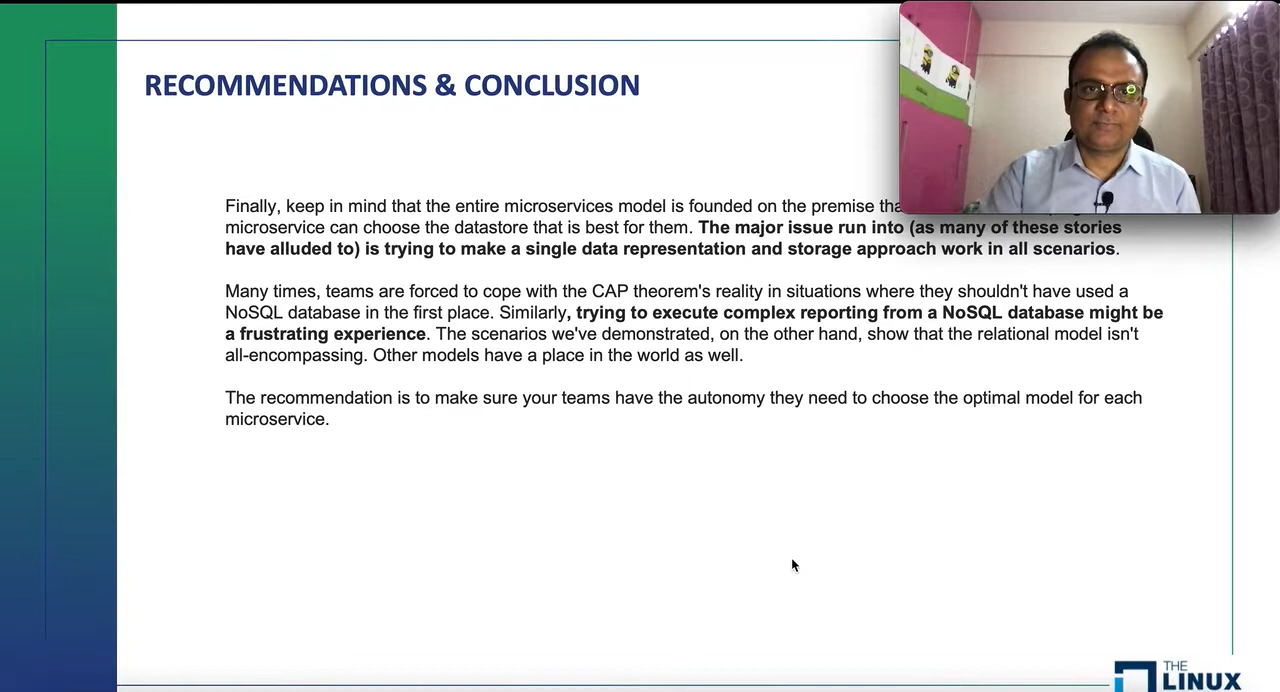 RECOMMENDATIONS & CONCLUSION
Finally, keep in mind that the entire microservices model is founded on the premise
microservice can choose the datastore that is best for them. The major issue run into (as many of these stories
have alluded to) is trying to make a single data representation and storage approach work in all scenarios.
Many times, teams are forced to cope with the CAP theorem's reality in situations where they shouldn't have used a
NoSQL database in the first place. Similarly, trying to execute complex reporting from a NoSQL database might be
a frustrating experience. The scenarios we've demonstrated, on the other hand, show that the relational model isn't
all-encompassing. Other models have a place in the world as well.
The recommendation is to make sure your teams have the autonomy they need to choose the optimal model for each
microservice.
THE
LINUX